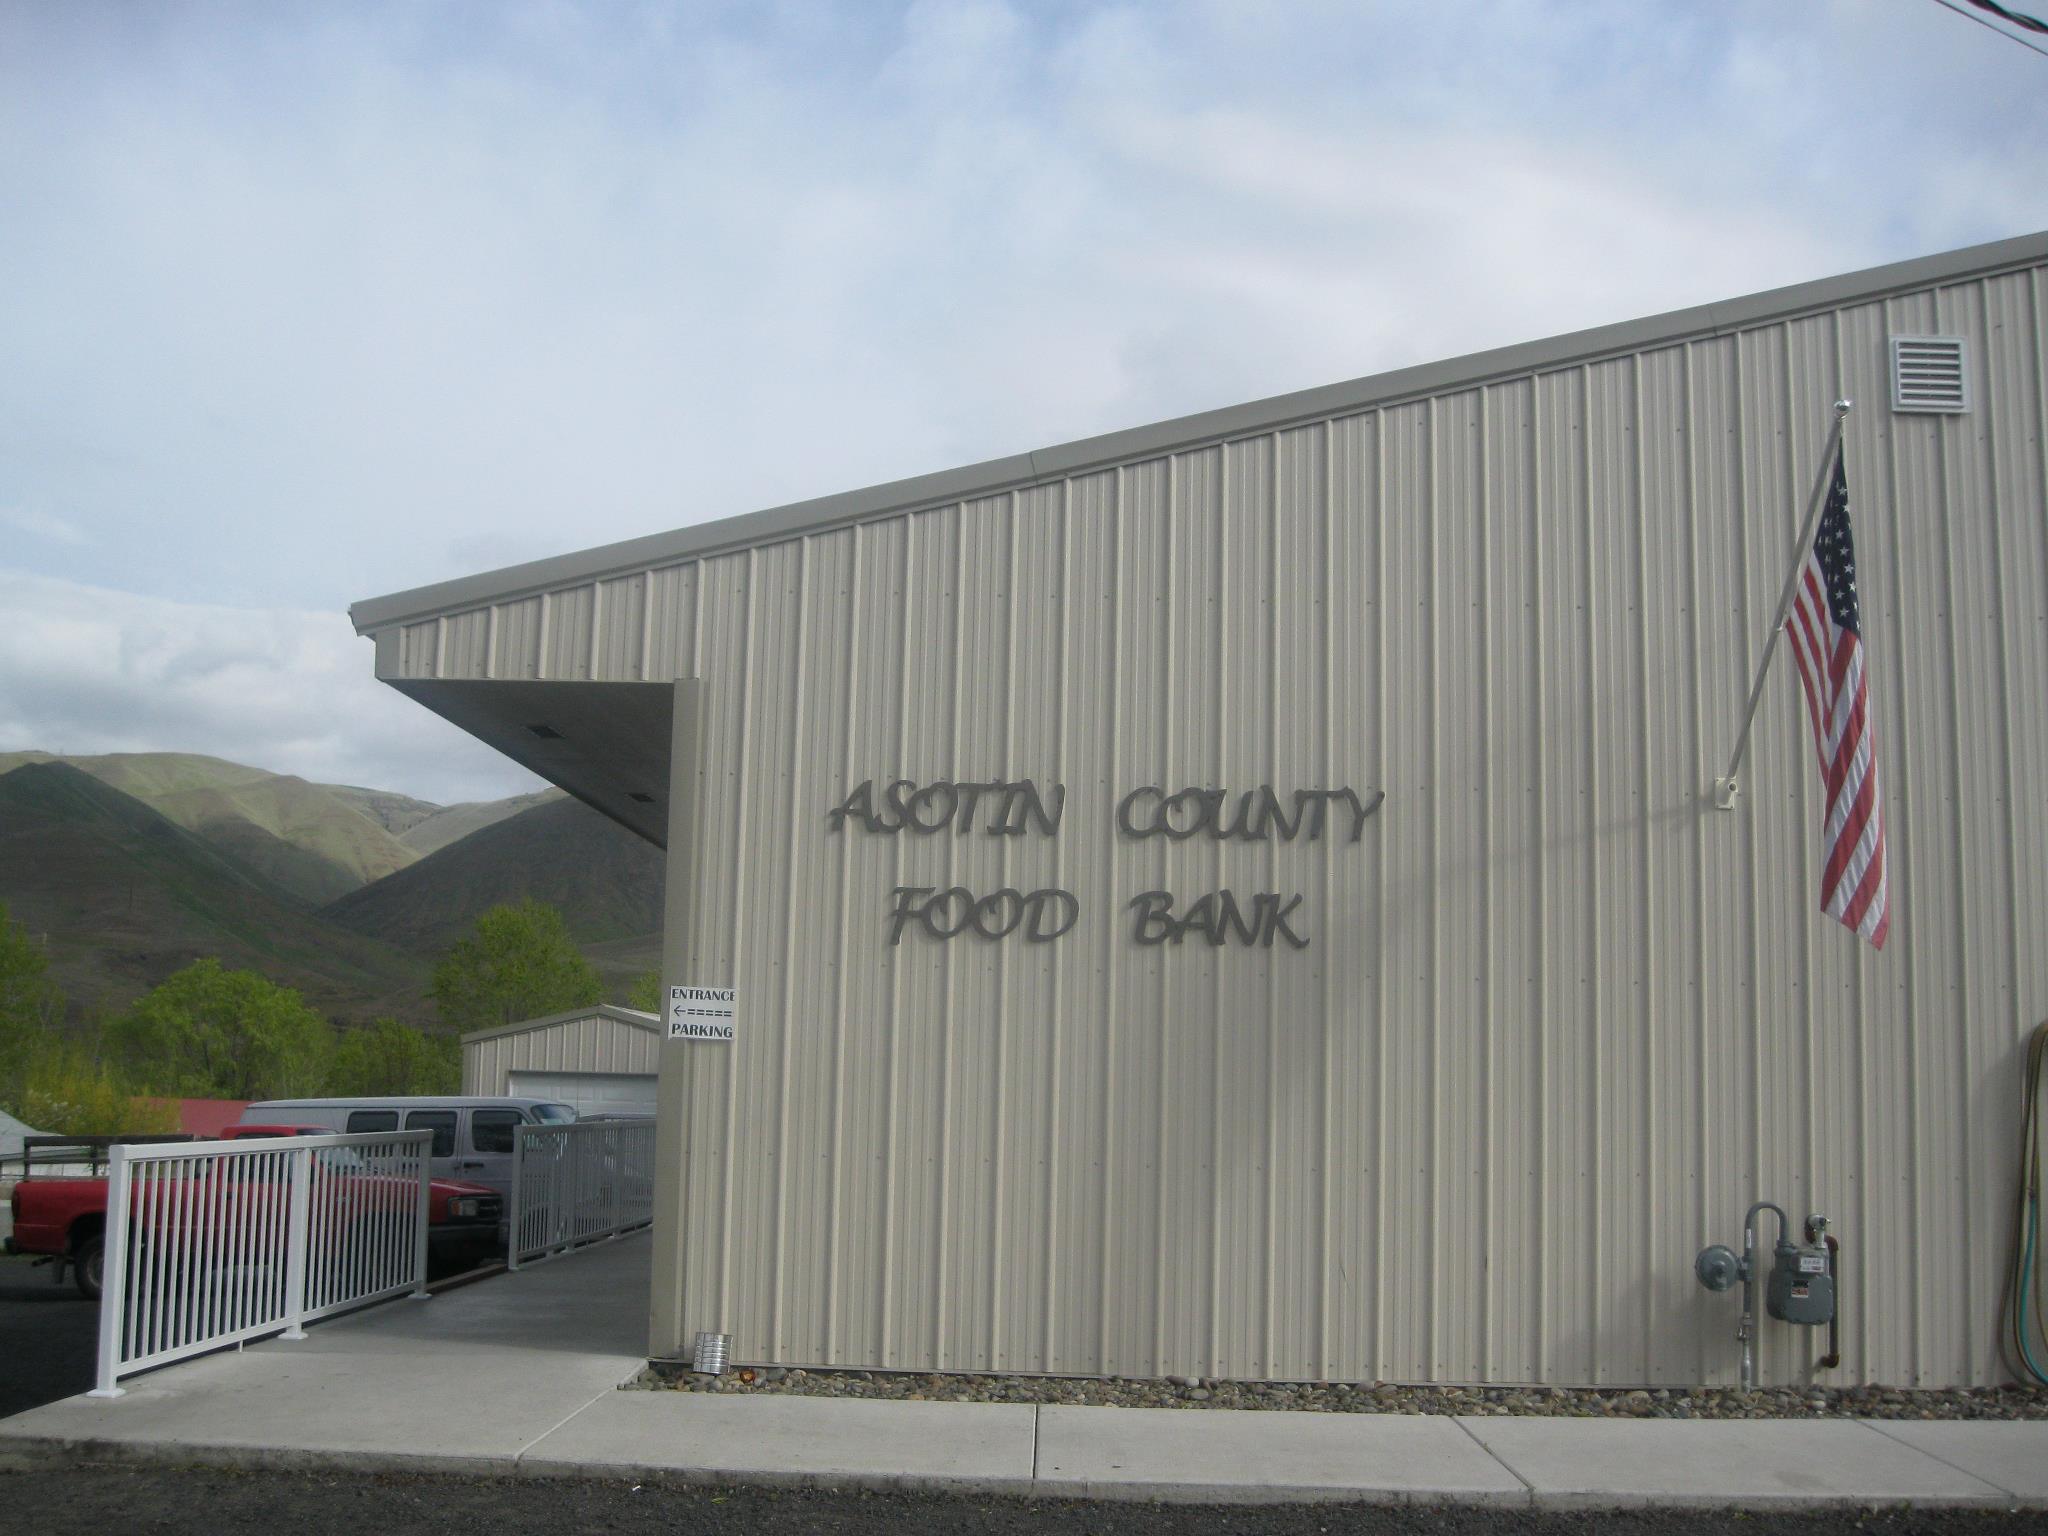 ASOTIN COUNTY
FOOD BANK
ENTRANCE
PARKING